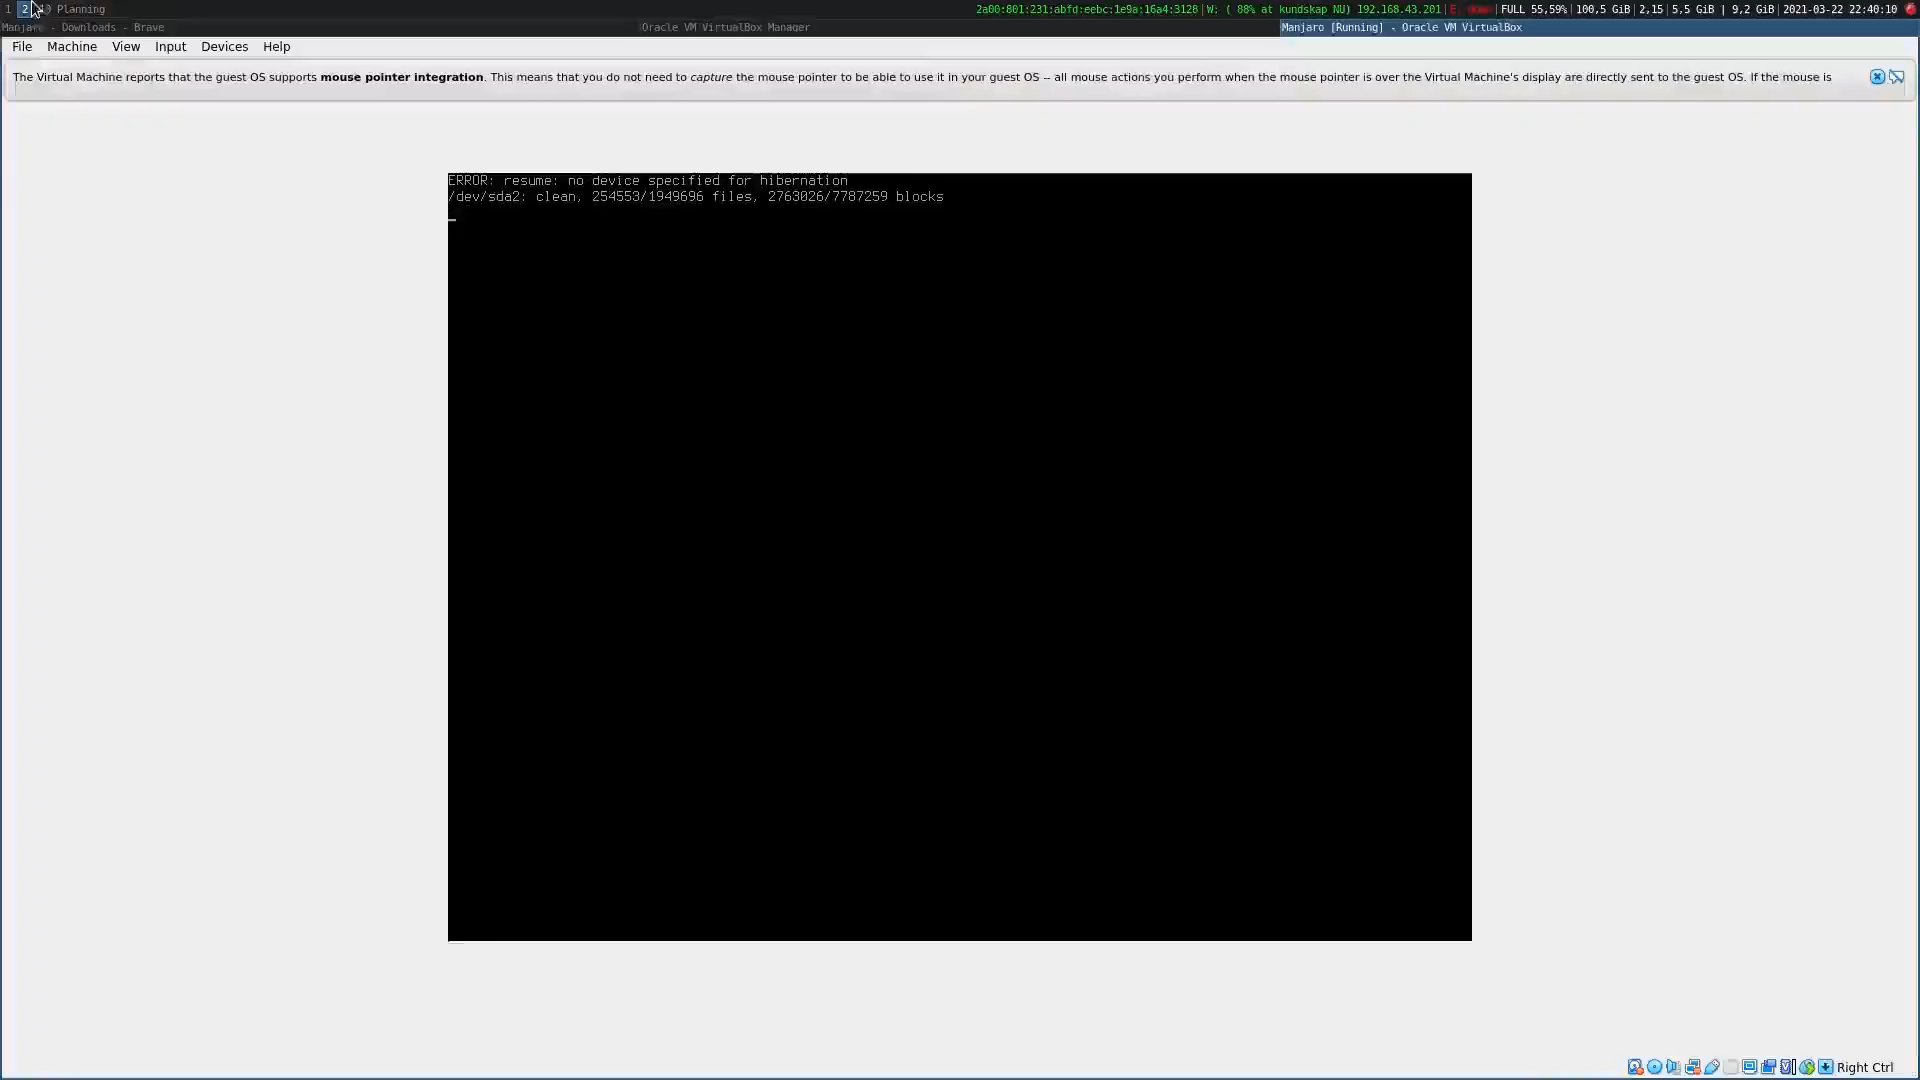 1 2 Planning 2a00:801:231:abfd:eebc:1e9a:16a4:3128 W: ( 88% at kundskap NU) 192.168.43.201 FULL 55,59% 100,5 GiB 2,15 5,5 GiB | 9,2 GiB 2021-03-22 22:40:10
- Downloads - Brave Oracle VM VirtualBox Manager Manjaro [Running] - Oracle VM VirtualBox
File Machine View Input Devices Help
The Virtual Machine reports that the guest OS supports mouse pointer integration. This means that you do not need to capture the mouse pointer to be able to use it in your guest OS -- all mouse actions you perform when the mouse pointer is over the Virtual Machine's display are directly sent to the guest OS. If the mouse is
ERROR: resume: no device specified for hibernation
/dev/sda2: clean, 254553/1949696 files, 2763026/7787259 blocks
Right Ctrl